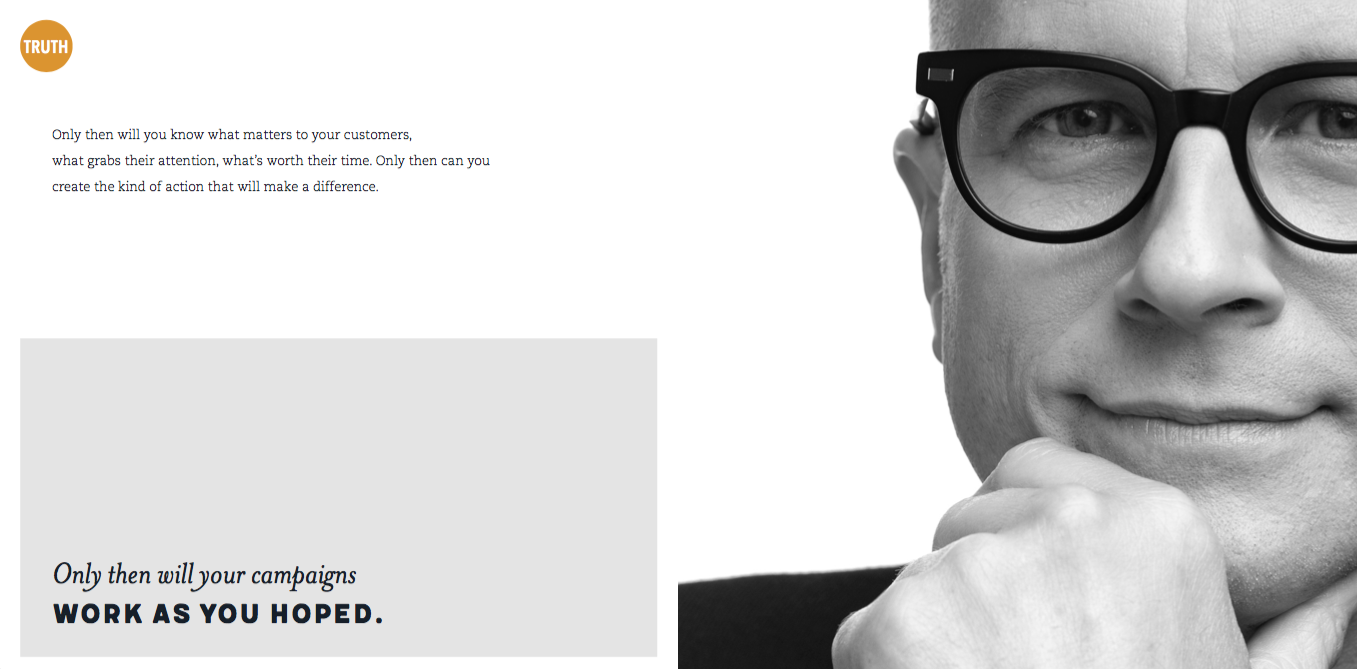 TRUTH
Only then will you know what matters to your customers,
what grabs their attention, what's worth their time. Only then can you
create the kind of action that will make a difference.
Only then will your campaigns
WORK AS YOU HOPED.